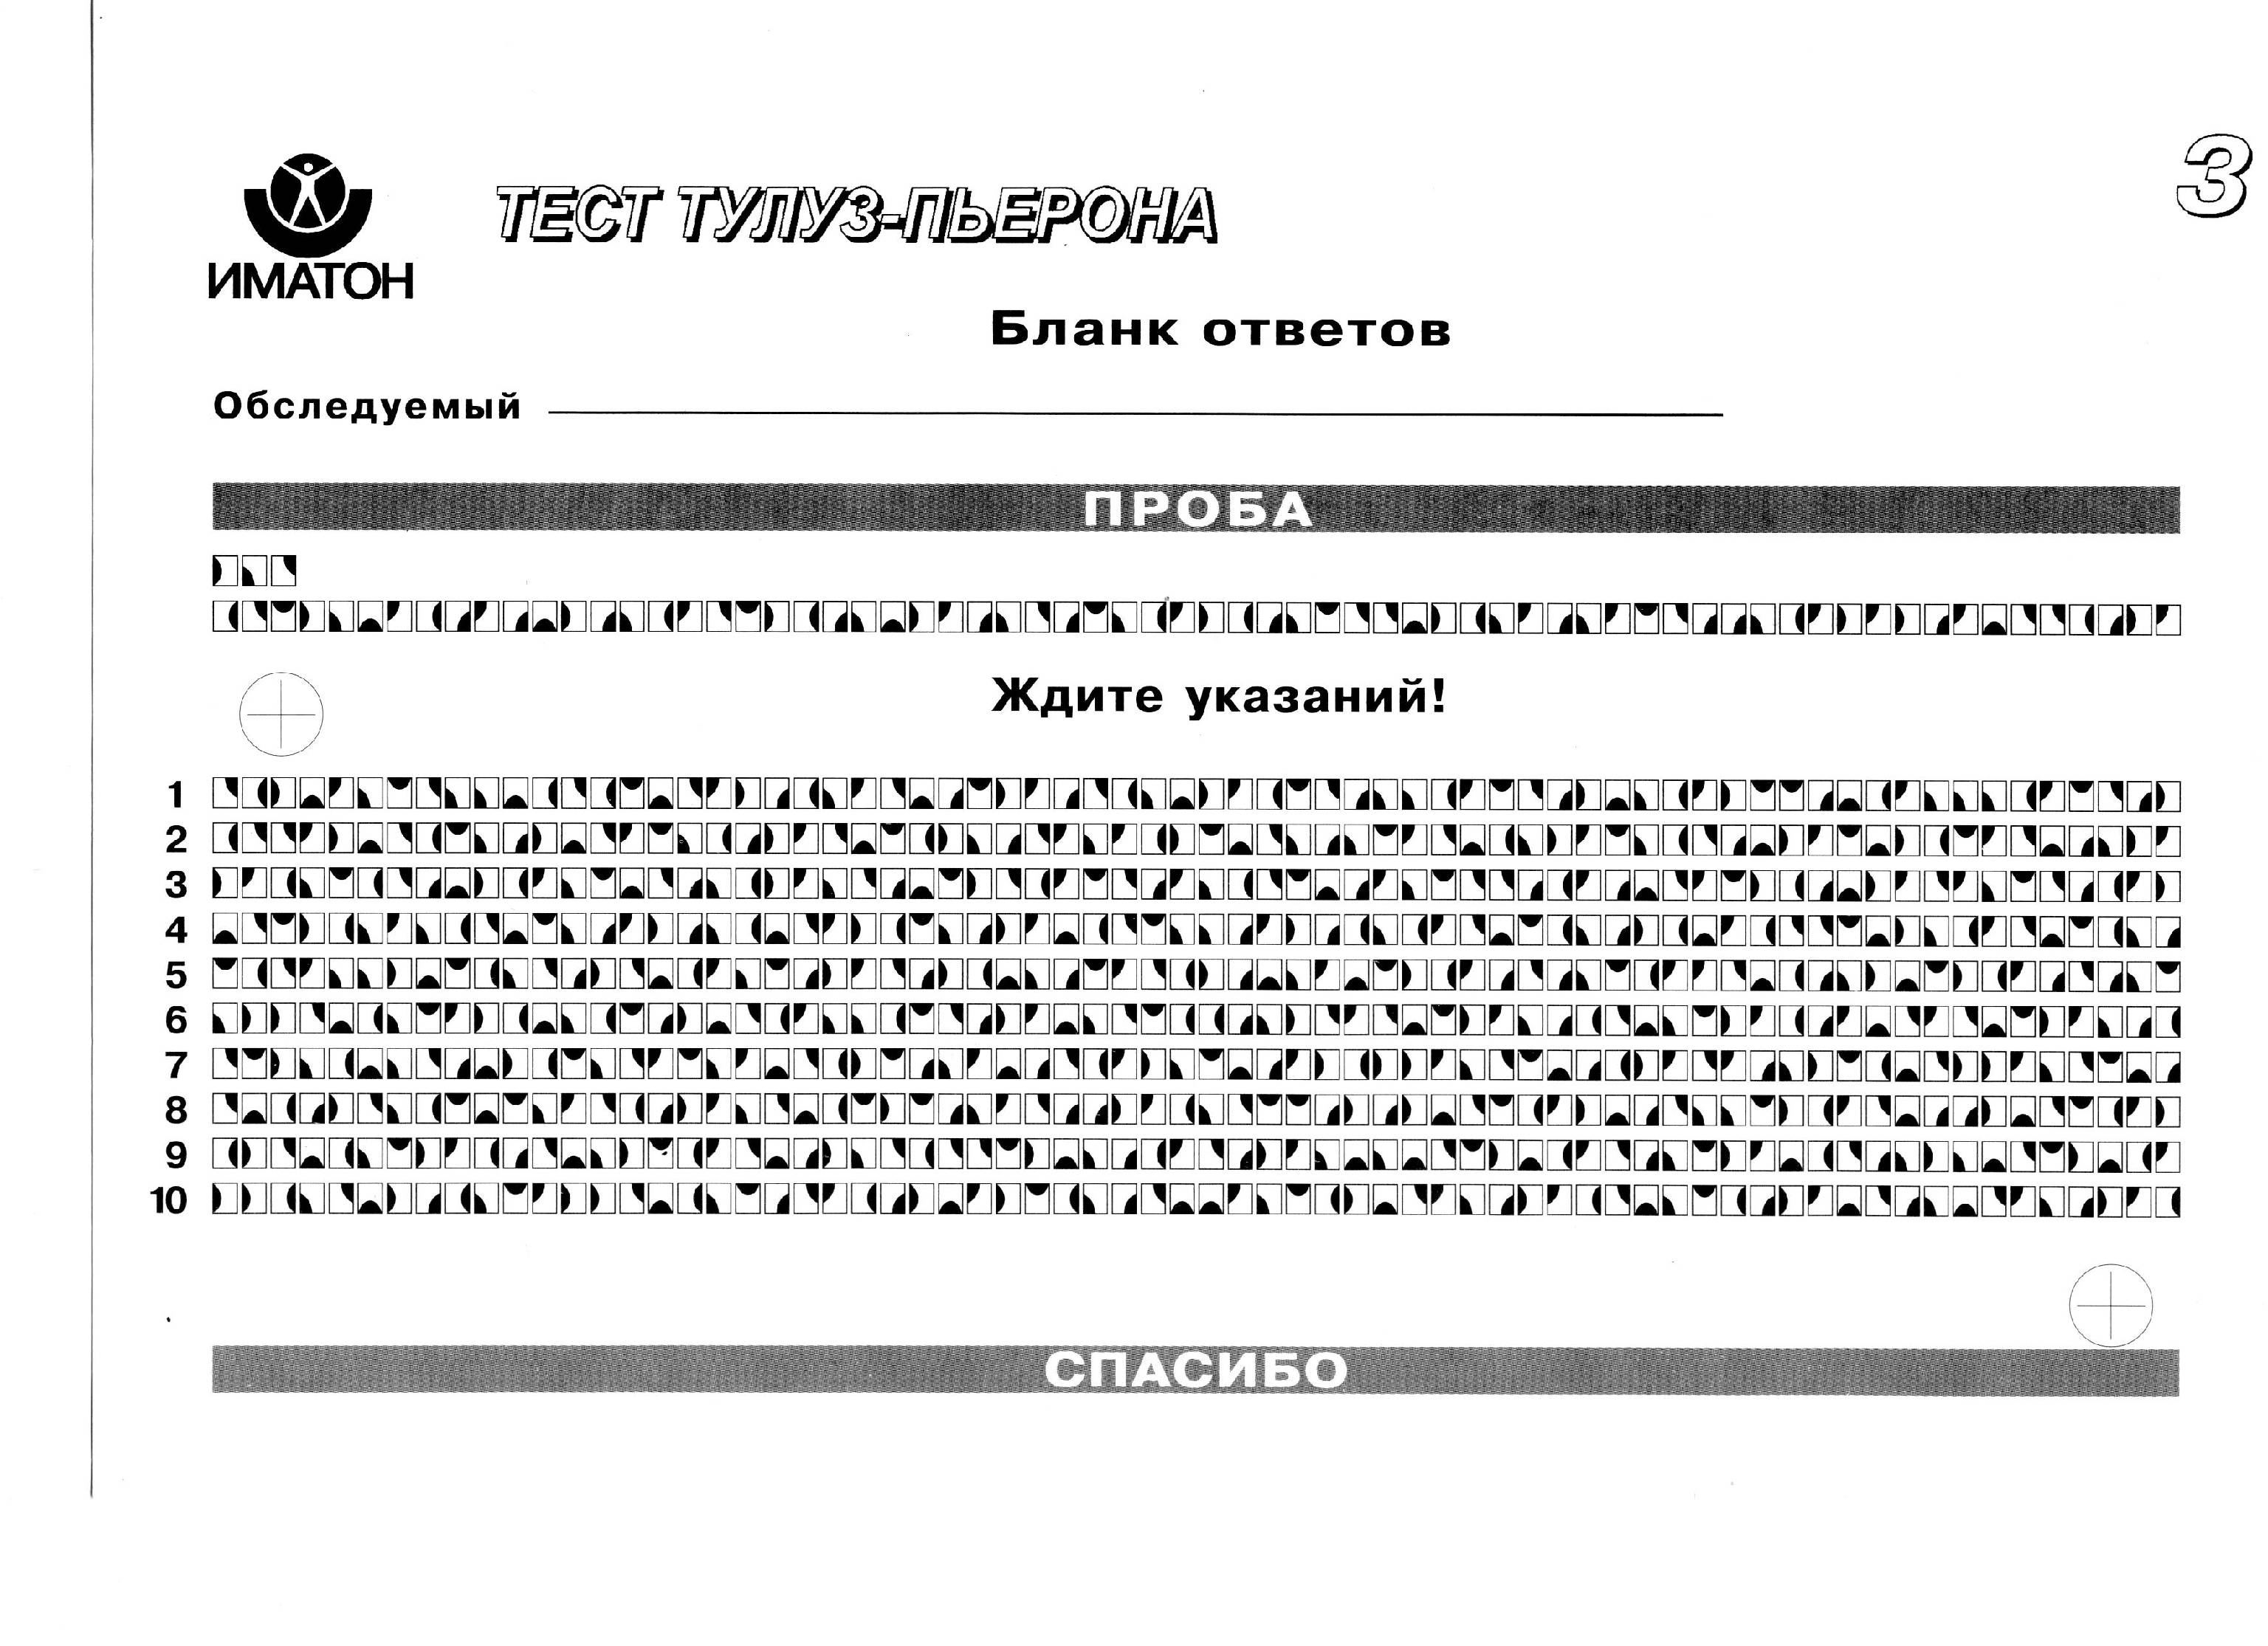 3
ТЕСТ ТУЛУЗ-ПЬЕРОНА
ИМАТОН
Бланк ответов
Обследуемый
ПРОБА
Ждите указаний!
1
2
3
4
5
6
7
8
9
10
СПАСИБО